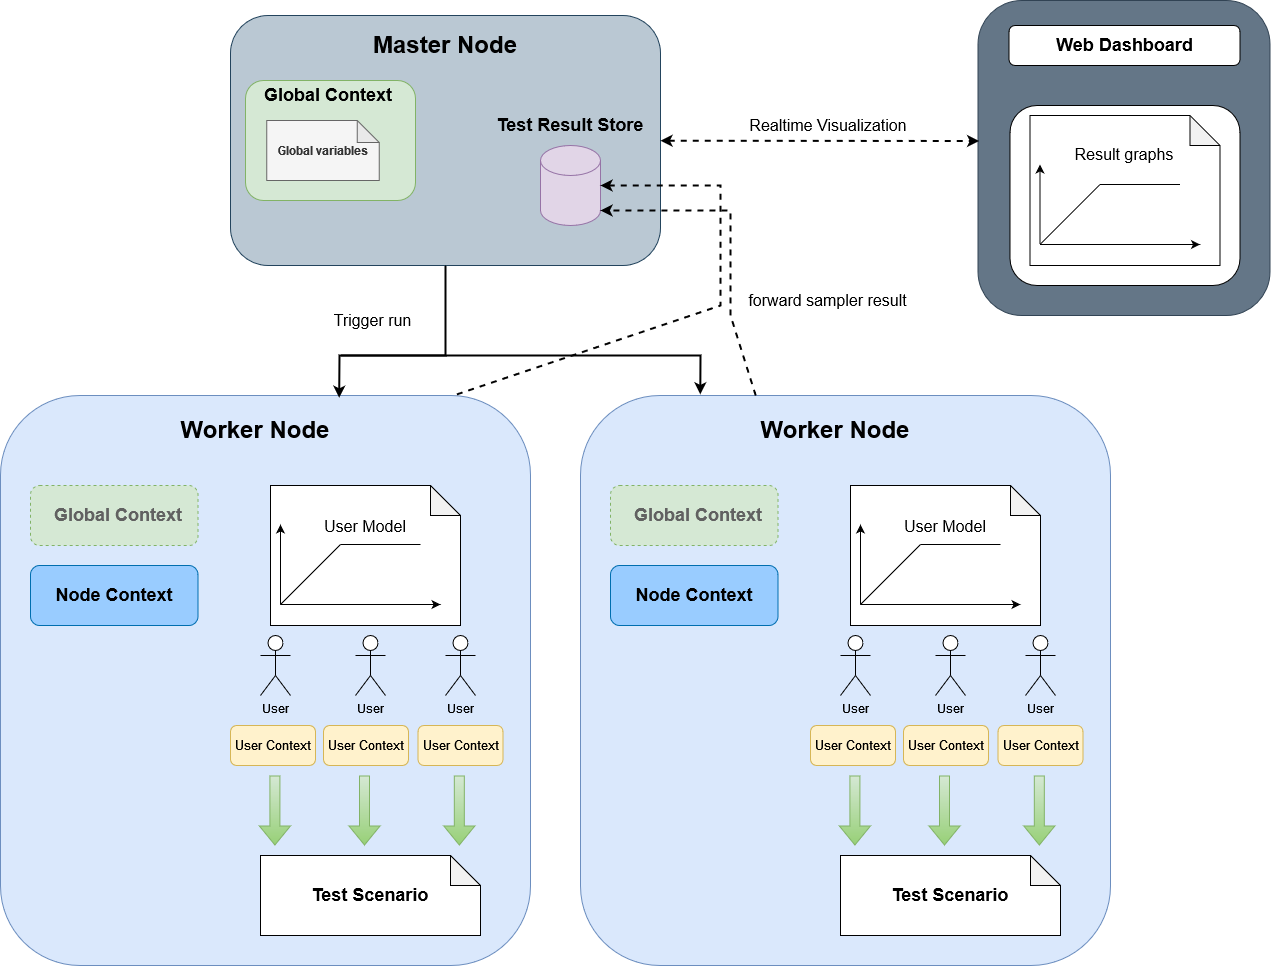 Master Node
Web Dashboard
Global Context
Global variables
Test Result Store
Realtime Visualization
Result graphs
Trigger run
forward sampler result
Worker Node
Global Context
Node Context
User Model
User
User
User
User Context
User Context
User Context
Test Scenario
Worker Node
Global Context
Node Context
User Model
User
User
User
User Context
User Context
User Context
Test Scenario